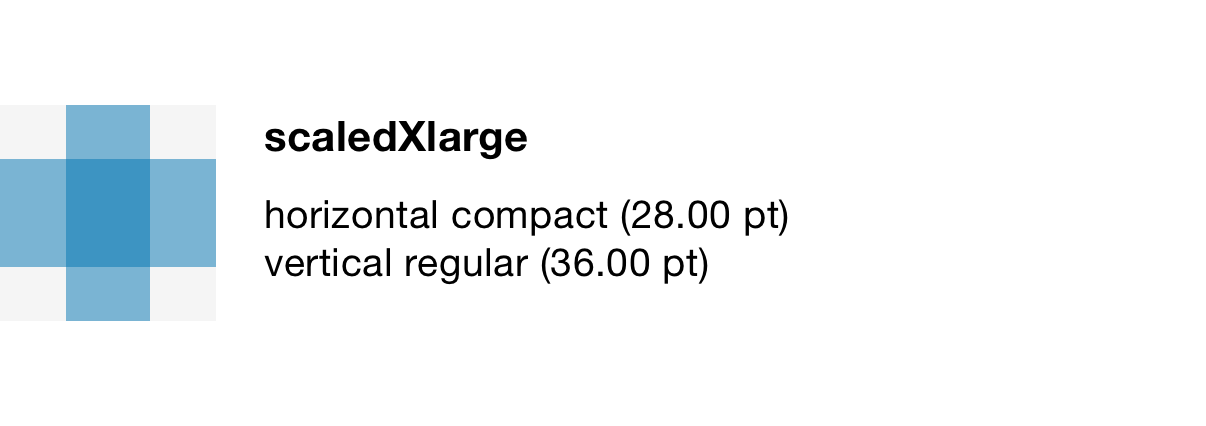 scaledXlarge
horizontal compact (28.00 pt)
vertical regular (36.00 pt)